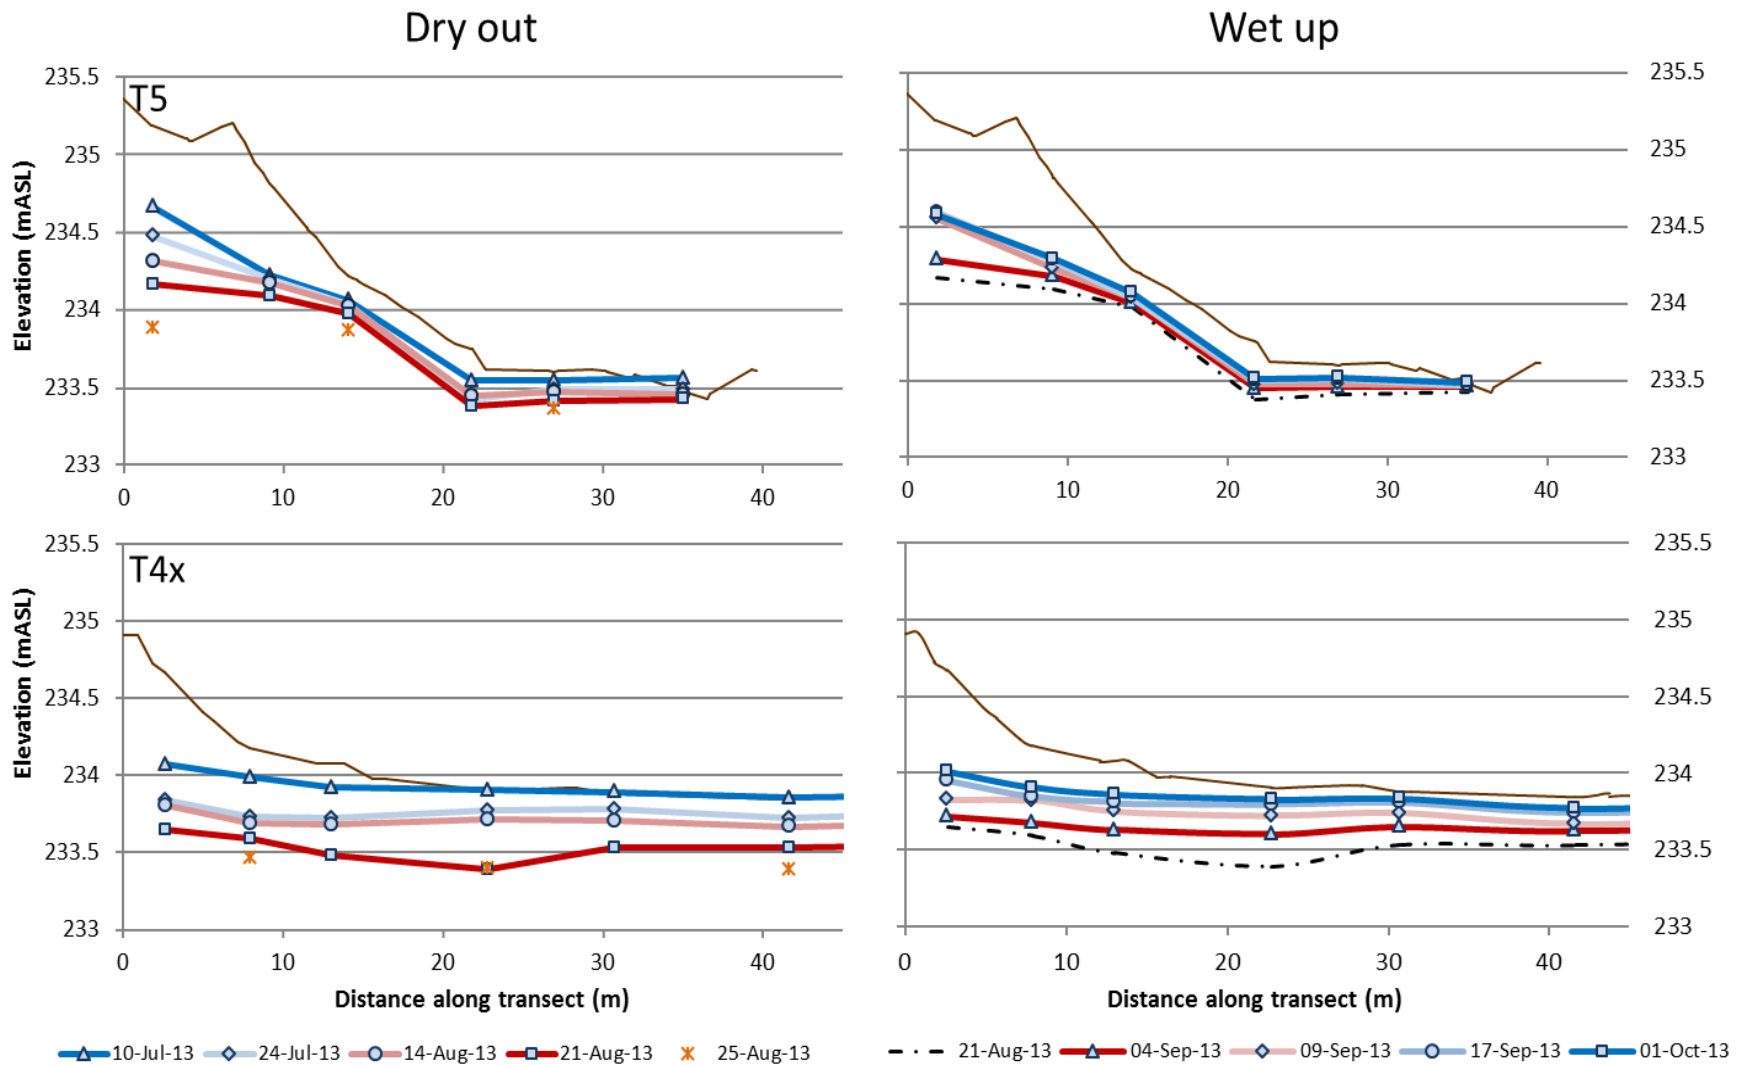 Dry out
Wet up
T5
235.5
235
234.5
234
233.5
233
Elevation (mASL)
0 10 20 30 40
235.5
235
234.5
234
233.5
233
0 10 20 30 40
T4x
235.5
235
234.5
234
233.5
233
Elevation (mASL)
0 10 20 30 40
Distance along transect (m)
235.5
235
234.5
234
233.5
233
0 10 20 30 40
Distance along transect (m)
10-Jul-13 24-Jul-13 14-Aug-13 21-Aug-13 25-Aug-13
21-Aug-13 04-Sep-13 09-Sep-13 17-Sep-13 01-Oct-13